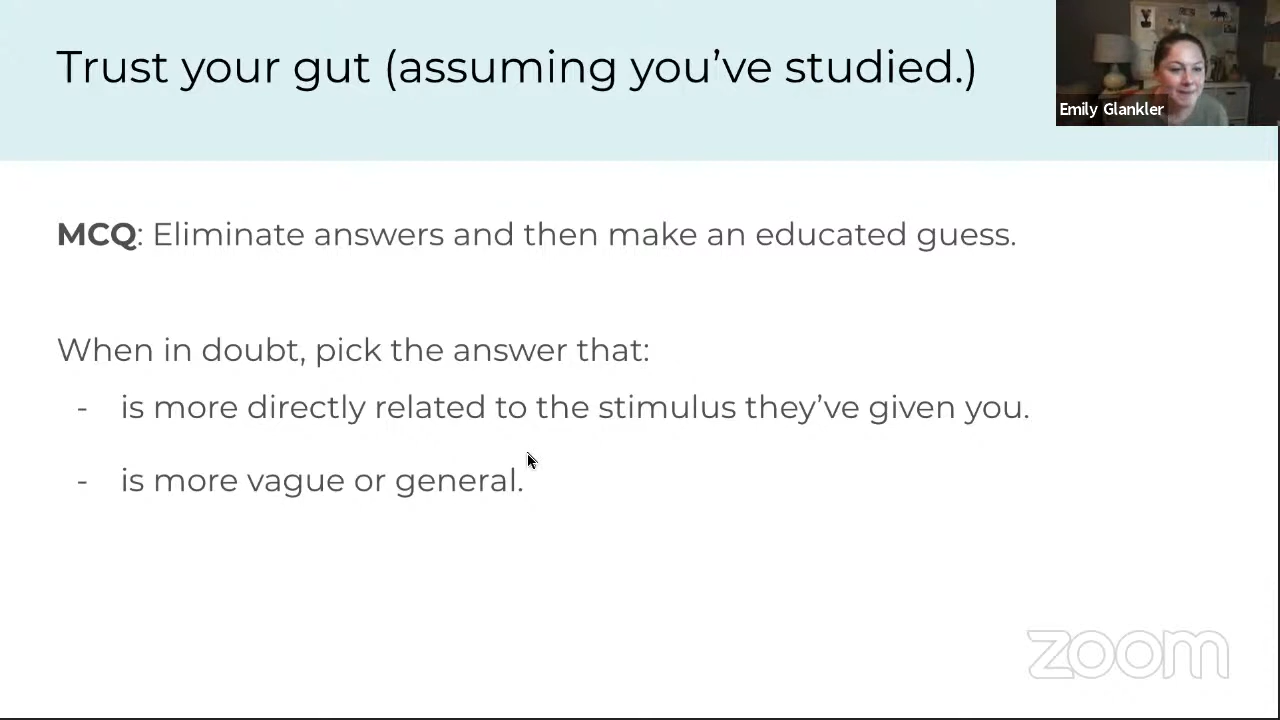 Trust your gut (assuming you’ve studied.)
Emily Glankler
MCQ: Eliminate answers and then make an educated guess.
When in doubt, pick the answer that:
- is more directly related to the stimulus they’ve given you.
- is more vague or general.
zoom